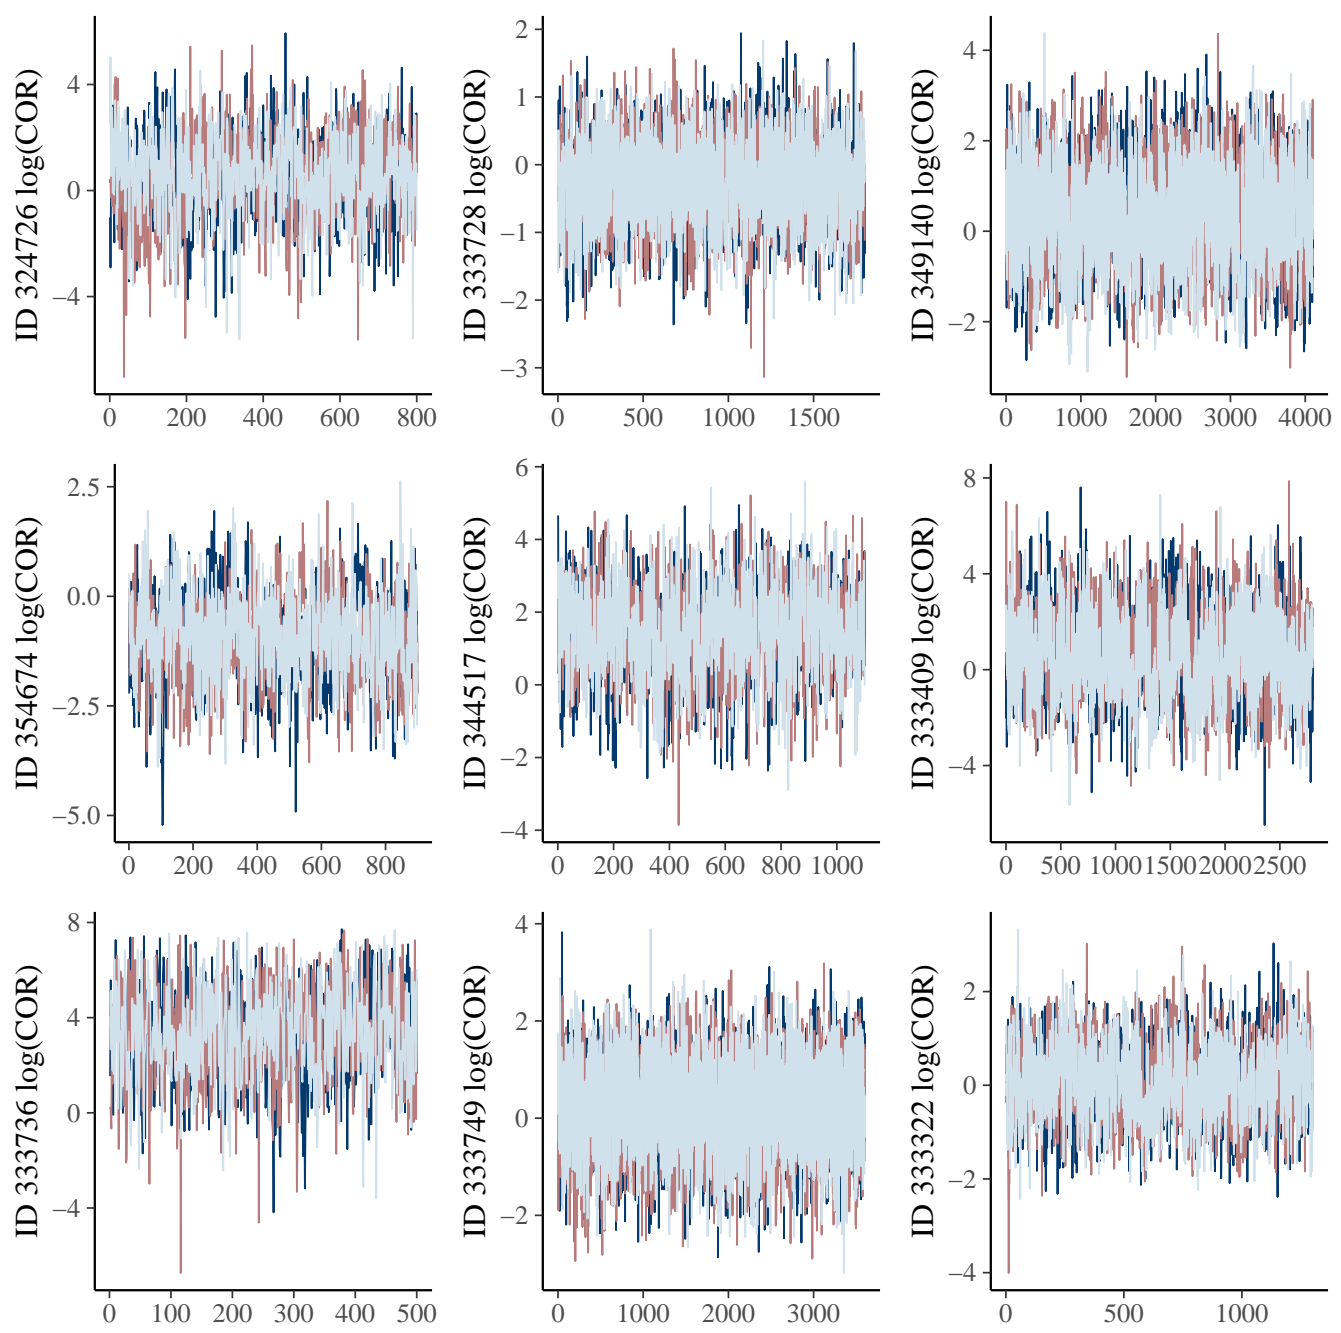 ID 324726 log(COR)
4
0
−4
0 200 400 600 800
ID 333728 log(COR)
2
1
0
−1
−2
−3
0 500 1000 1500
ID 349140 log(COR)
4
2
0
−2
0 1000 2000 3000 4000
ID 354674 log(COR)
2.5
0.0
−2.5
−5.0
0 200 400 600 800
ID 344517 log(COR)
6
4
2
0
−2
−4
0 200 400 600 800 1000
ID 333409 log(COR)
8
4
0
−4
0 500 1000 1500 2000 2500
ID 333736 log(COR)
8
4
0
−4
0 100 200 300 400 500
ID 333749 log(COR)
4
2
0
−2
0 1000 2000 3000
ID 333322 log(COR)
2
0
−2
−4
0 500 1000